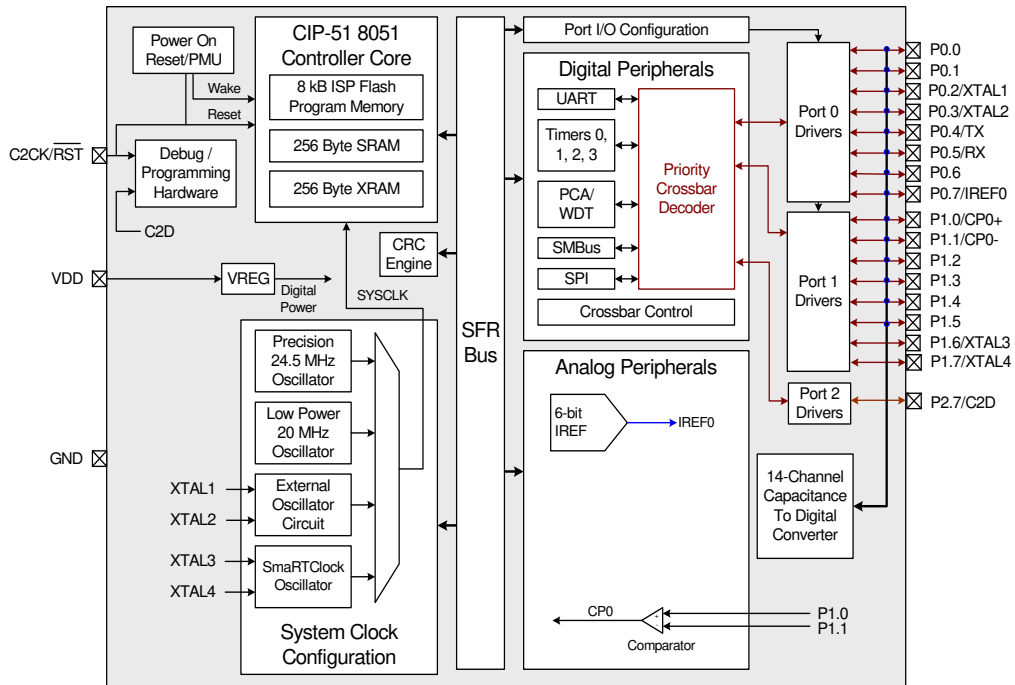 Power On
Reset/PMU
Wake
Reset
C2CK/RST
Debug /
Programming
Hardware
C2D
VDD
VREG
Digital
Power
GND
CIP-51 8051
Controller Core
8 kB ISP Flash
Program Memory
256 Byte SRAM
256 Byte XRAM
CRC
Engine
SYSCLK
Precision
24.5 MHz
Oscillator
Low Power
20 MHz
Oscillator
External
Oscillator
Circuit
SmaRTClock
Oscillator
XTAL1
XTAL2
XTAL3
XTAL4
System Clock
Configuration
SFR
Bus
Port I/O Configuration
Digital Peripherals
UART
Timers 0,
1, 2, 3
PCA/
WDT
SMBus
SPI
Priority
Crossbar
Decoder
Crossbar Control
Analog Peripherals
6-bit
IREF
IREF0
CP0
Comparator
+
-
P1.0
P1.1
Port 0
Drivers
Port 1
Drivers
Port 2
Drivers
14-Channel
Capacitance
To Digital
Converter
P0.0
P0.1
P0.2/XTAL1
P0.3/XTAL2
P0.4/TX
P0.5/RX
P0.6
P0.7/IREF0
P1.0/CP0+
P1.1/CP0-
P1.2
P1.3
P1.4
P1.5
P1.6/XTAL3
P1.7/XTAL4
P2.7/C2D